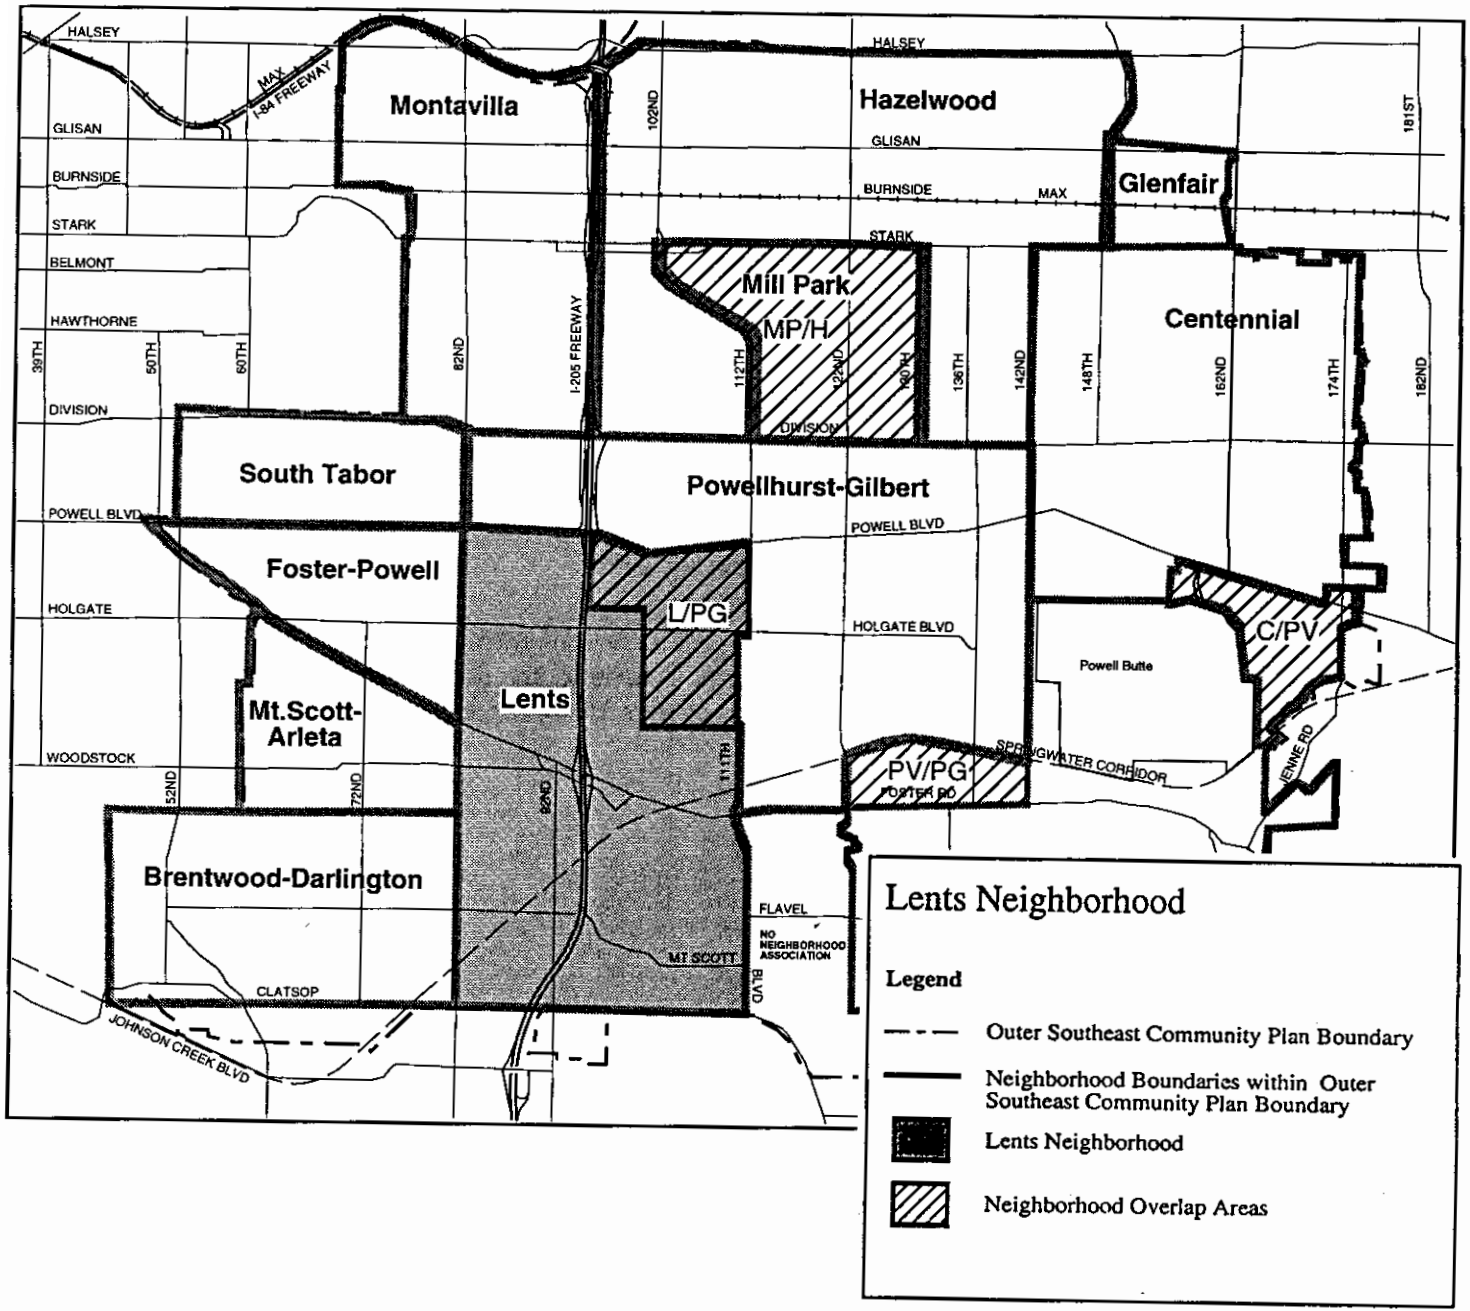 HALSEY
HALSEY
MAX
I-84 FREEWAY
Montavilla
102ND
Hazelwood
181ST
GLISAN
GLISAN
BURNSIDE
BURNSIDE
MAX
Glenfair
STARK
STARK
BELMONT
Mill Park
MP/H
Centennial
HAWTHORNE
39TH
50TH
60TH
82ND
I-205 FREEWAY
112TH
122ND
130TH
136TH
142ND
148TH
162ND
174TH
182ND
DIVISION
DIVISION
South Tabor
Powellhurst-Gilbert
POWELL BLVD
POWELL BLVD
Foster-Powell
HOLGATE
L/PG
HOLGATE BLVD
C/PV
Powell Butte
Lents
Mt.Scott-
Arleta
WOODSTOCK
52ND
72ND
92ND
111TH
SPRINGWATER CORRIDOR
JENNE RD
PV/PG
FOSTER RD
Brentwood-Darlington
FLAVEL
NO
NEIGHBORHOOD
ASSOCIATION
MT SCOTT
BLVD
CLATSOP
JOHNSON CREEK BLVD
Lents Neighborhood
Legend
Outer Southeast Community Plan Boundary
Neighborhood Boundaries within Outer
Southeast Community Plan Boundary
Lents Neighborhood
Neighborhood Overlap Areas